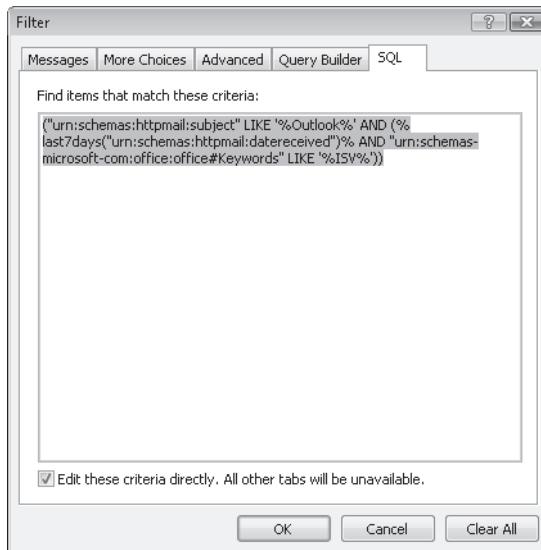 Filter
Messages More Choices Advanced Query Builder SQL
Find items that match these criteria:
("urn:schemas:httpmail:subject" LIKE '%Outlook%' AND (%
last7days("urn:schemas:httpmail:datereceived")% AND "urn:schemas-
microsoft-com:office:office#Keywords" LIKE '%ISV%'))
Edit these criteria directly. All other tabs will be unavailable.
OK Cancel Clear All